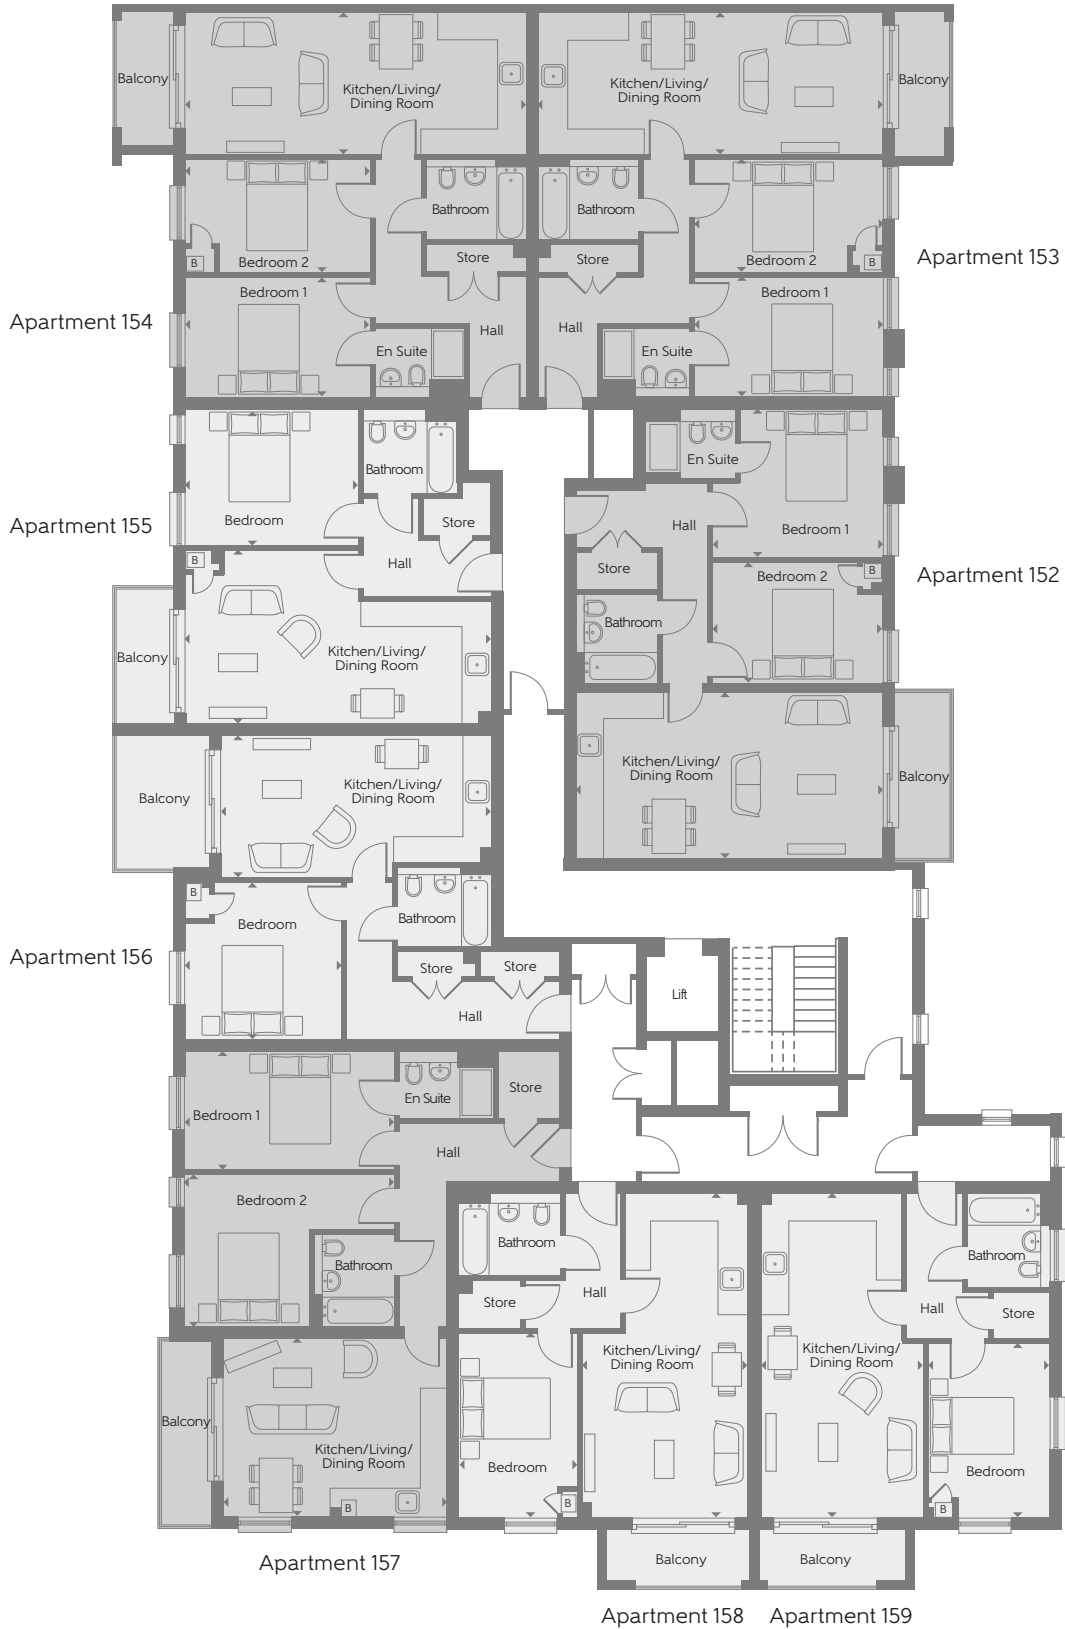 Balcony
Kitchen/Living/
Dining Room
Kitchen/Living/
Dining Room
Balcony
Bathroom
Bathroom
Store
Store
B
Bedroom 2
Bedroom 2
B
Apartment 153
Bedroom 1
Bedroom 1
Apartment 154
Hall
Hall
En Suite
En Suite
Bathroom
En Suite
Bedroom
Store
Hall
Bedroom 1
Apartment 155
B
Hall
Store
Bedroom 2
B
Apartment 152
Bathroom
Balcony
Kitchen/Living/
Dining Room
Kitchen/Living/
Dining Room
Balcony
Kitchen/Living/
Dining Room
Balcony
B
Bedroom
Bathroom
Apartment 156
Store
Store
Hall
Lift
Bedroom 1
En Suite
Store
Hall
Bedroom 2
Bathroom
Bathroom
Store
Hall
Bathroom
Hall
Store
Kitchen/Living/
Dining Room
Kitchen/Living/
Dining Room
Balcony
Kitchen/Living/
Dining Room
B
Bedroom
B
Bedroom
B
Balcony
Balcony
Apartment 157
Apartment 158
Apartment 159